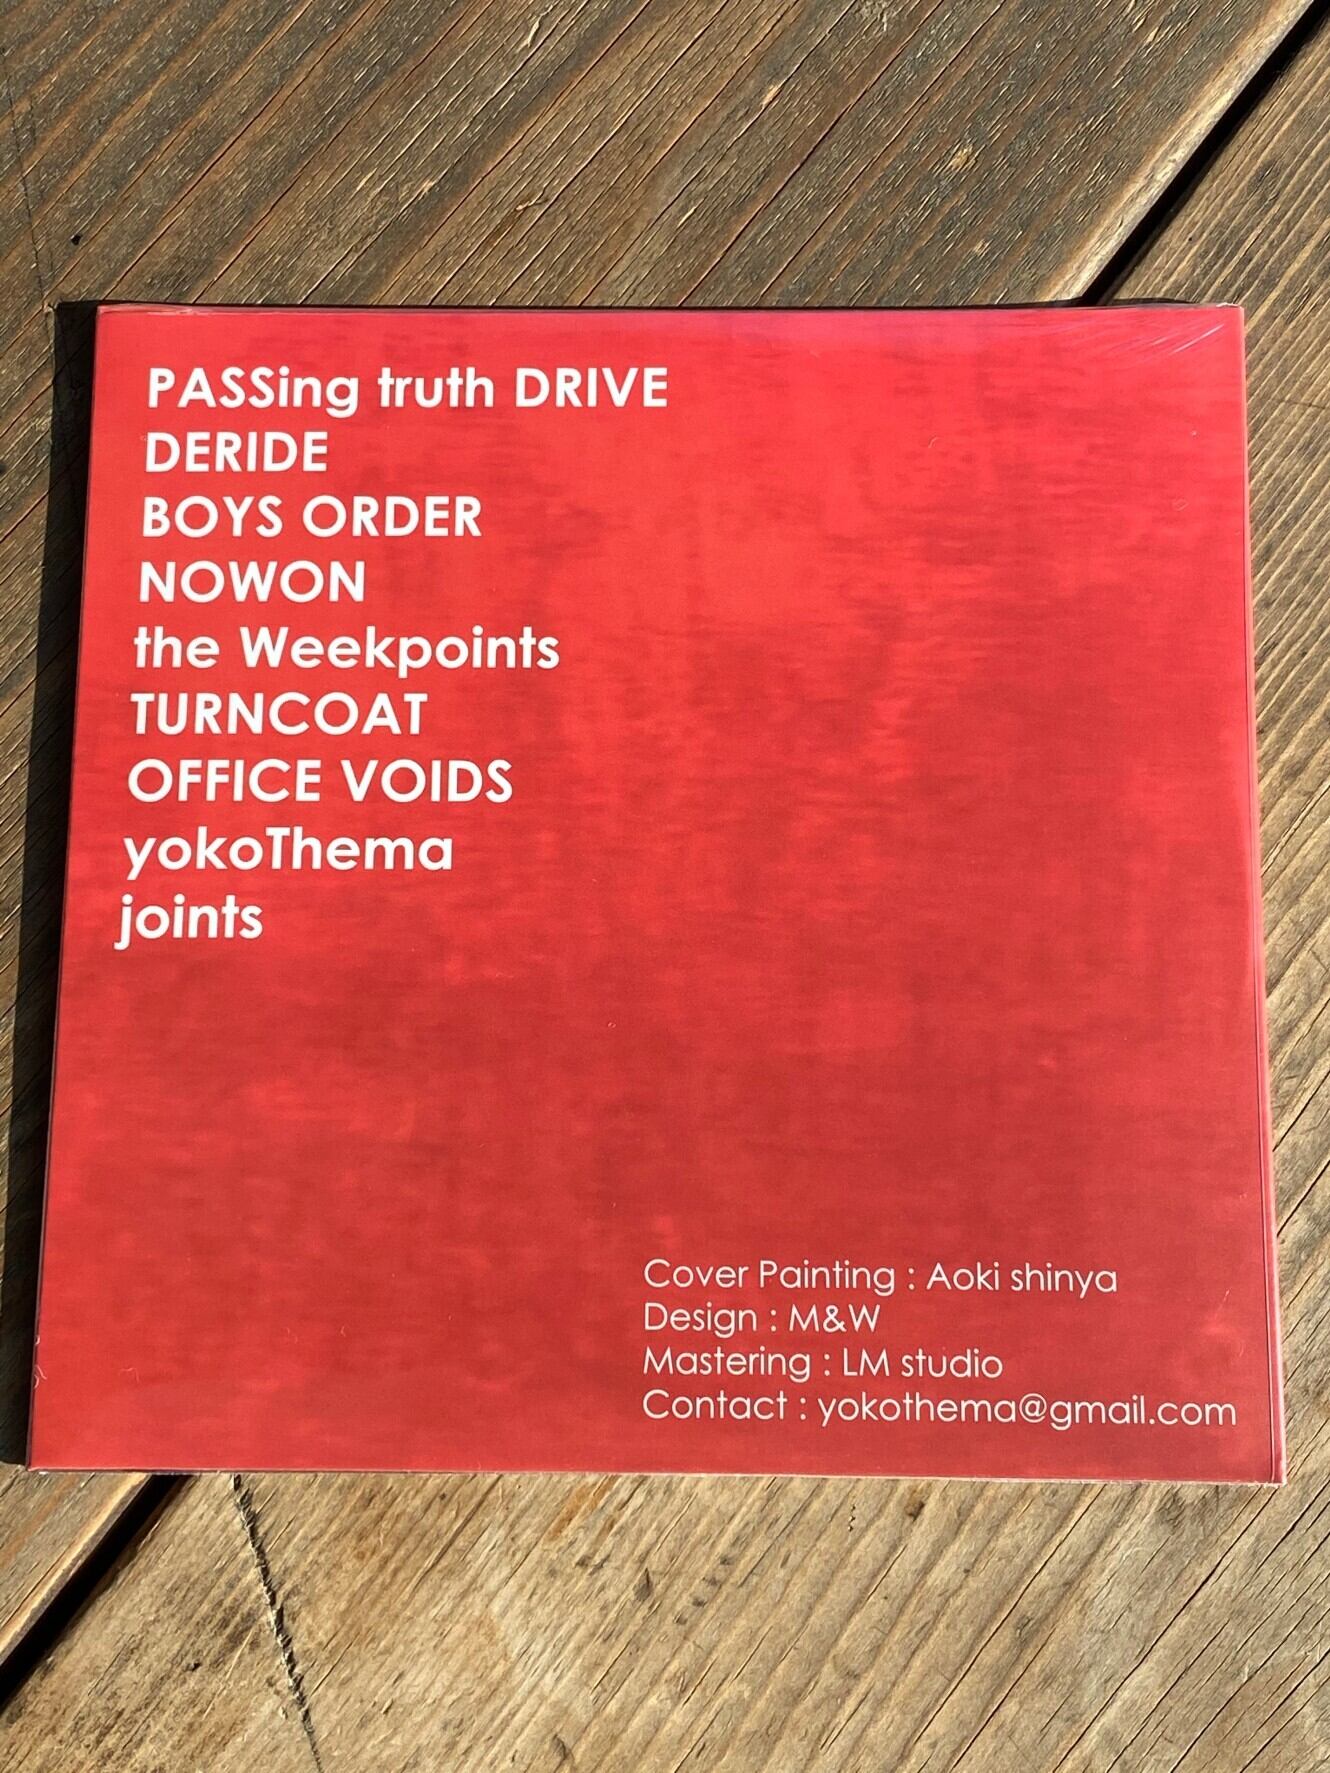 PASSing truth DRIVE
DERIDE
BOYS ORDER
NOWON
the Weekpoints
TURNCOAT
OFFICE VOIDS
yokoThema
joints
Cover Painting : Aoki shinya
Design : M&W
Mastering : LM studio
Contact : yokothema@gmail.com